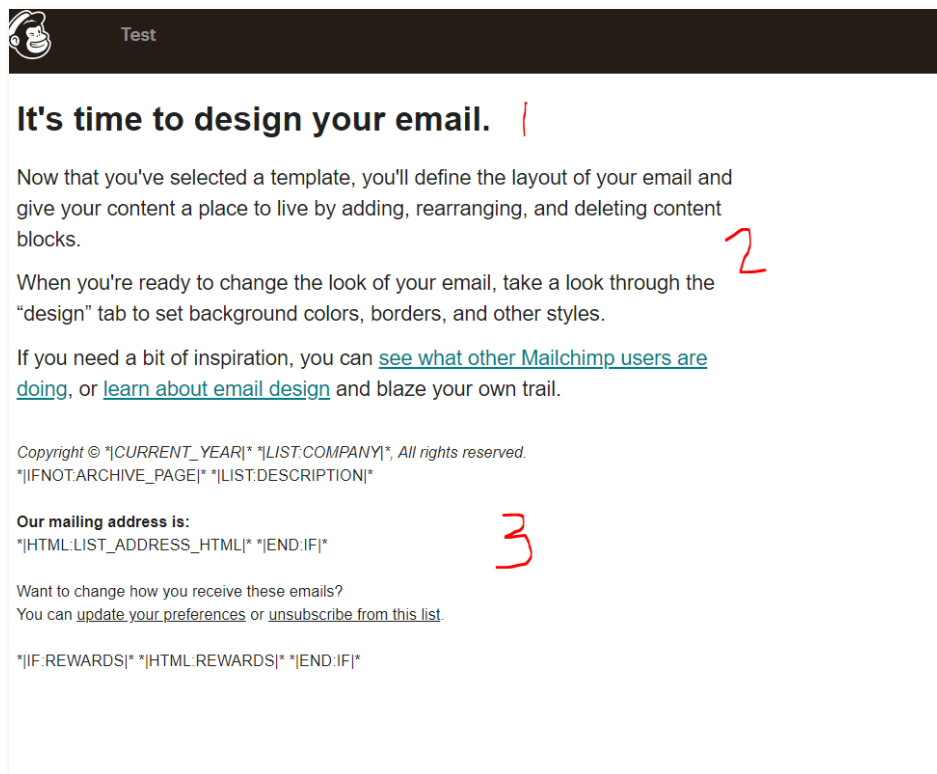 Test
It's time to design your email. 1
Now that you've selected a template, you'll define the layout of your email and
give your content a place to live by adding, rearranging, and deleting content
blocks.
2
When you're ready to change the look of your email, take a look through the
“design” tab to set background colors, borders, and other styles.
If you need a bit of inspiration, you can see what other Mailchimp users are
doing, or learn about email design and blaze your own trail.
Copyright © *|CURRENT_YEAR|* *|LIST:COMPANY|*, All rights reserved.
*|IFNOT:ARCHIVE_PAGE|* *|LIST:DESCRIPTION|*
Our mailing address is:
3
*|HTML:LIST_ADDRESS_HTML|* *|END:IF|*
Want to change how you receive these emails?
You can update your preferences or unsubscribe from this list.
*|IF:REWARDS|* *|HTML:REWARDS|* *|END:IF|*